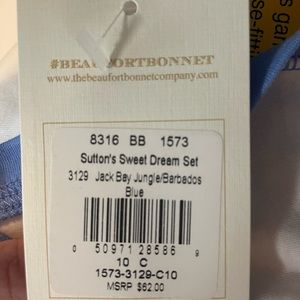 #BEAUFORTBONNET
www.thebeaufortbonnetcompany.com
8316 BB 1573
Sutton's Sweet Dream Set
3129 Jack Bay Jungle/Barbados
Blue
0 50971 28586 9
10 C
1573-3129-C10
MSRP $62.00